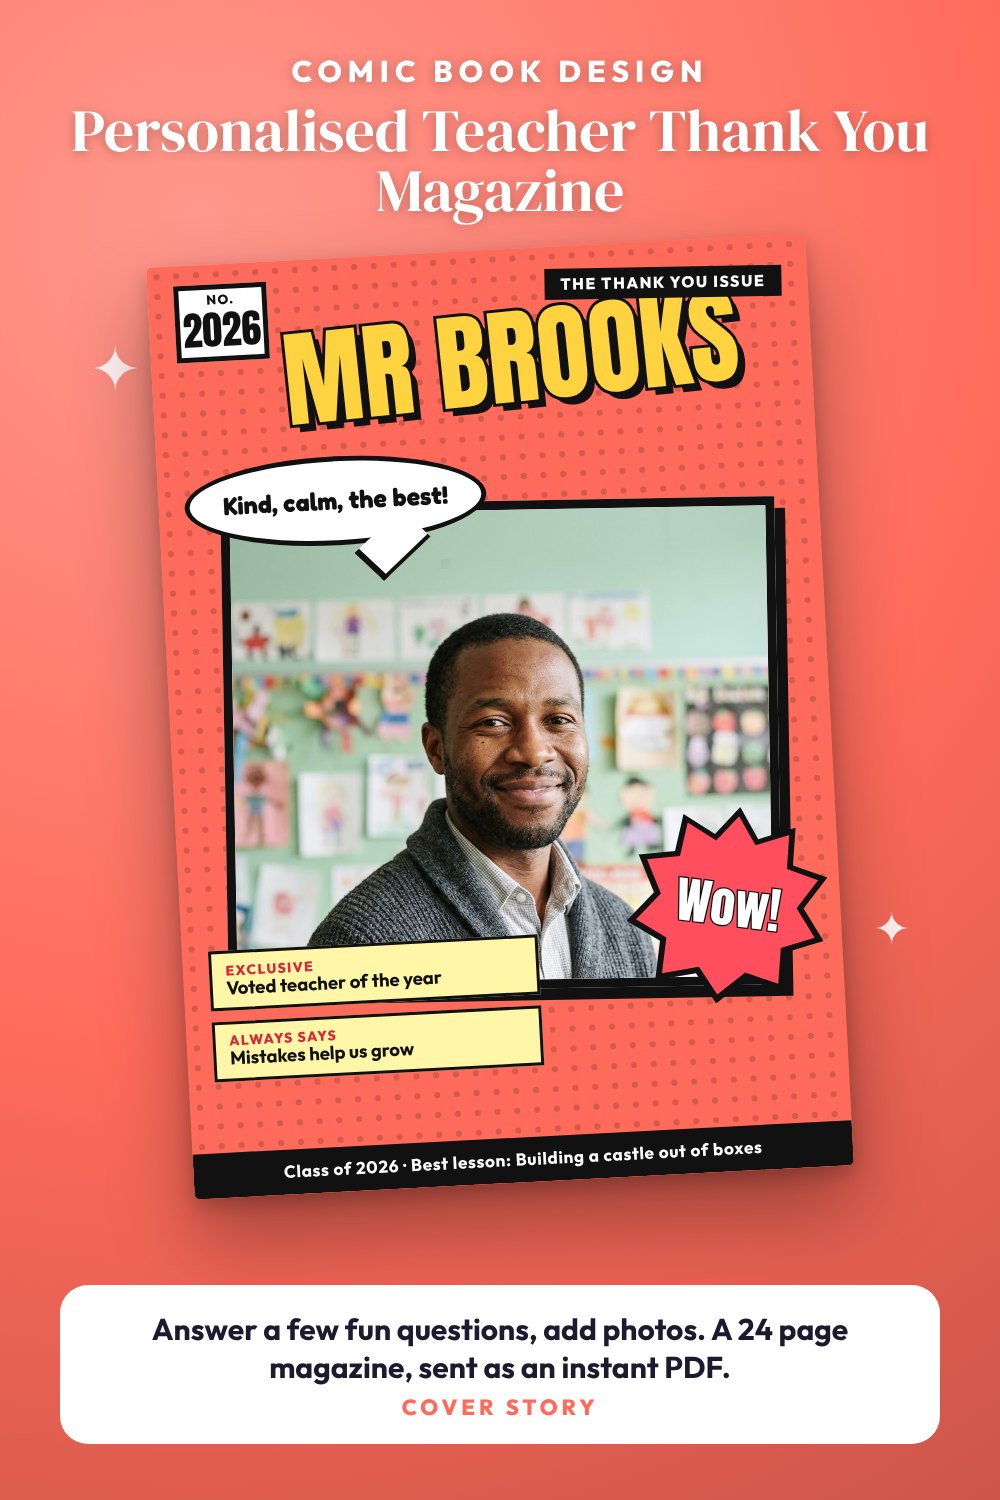 COMIC BOOK DESIGN
Personalised Teacher Thank You
Magazine
NO.
2026
THE THANK YOU ISSUE
MR BROOKS
Kind, calm, the best!
Wow!
EXCLUSIVE
Voted teacher of the year
ALWAYS SAYS
Mistakes help us grow
Class of 2026 · Best lesson: Building a castle out of boxes
Answer a few fun questions, add photos. A 24 page
magazine, sent as an instant PDF.
COVER STORY